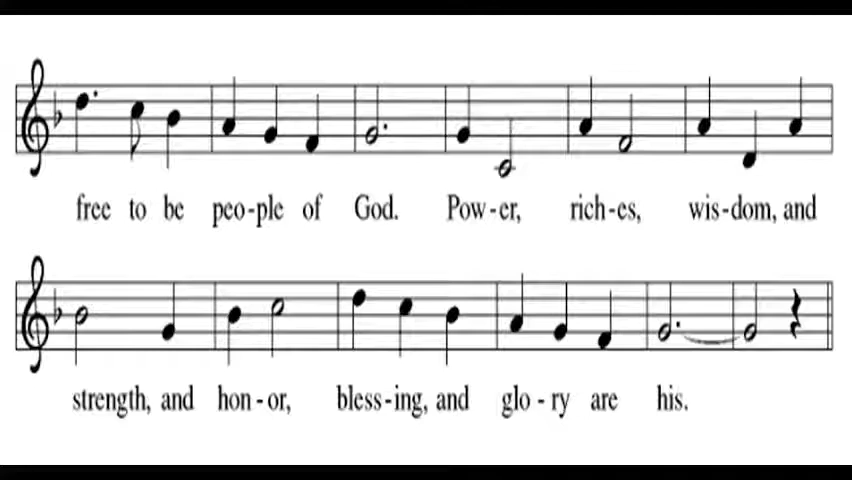 free to be peo-ple of God. Pow-er, rich-es, wis-dom, and
strength, and hon-or, bless-ing, and glo-ry are his.